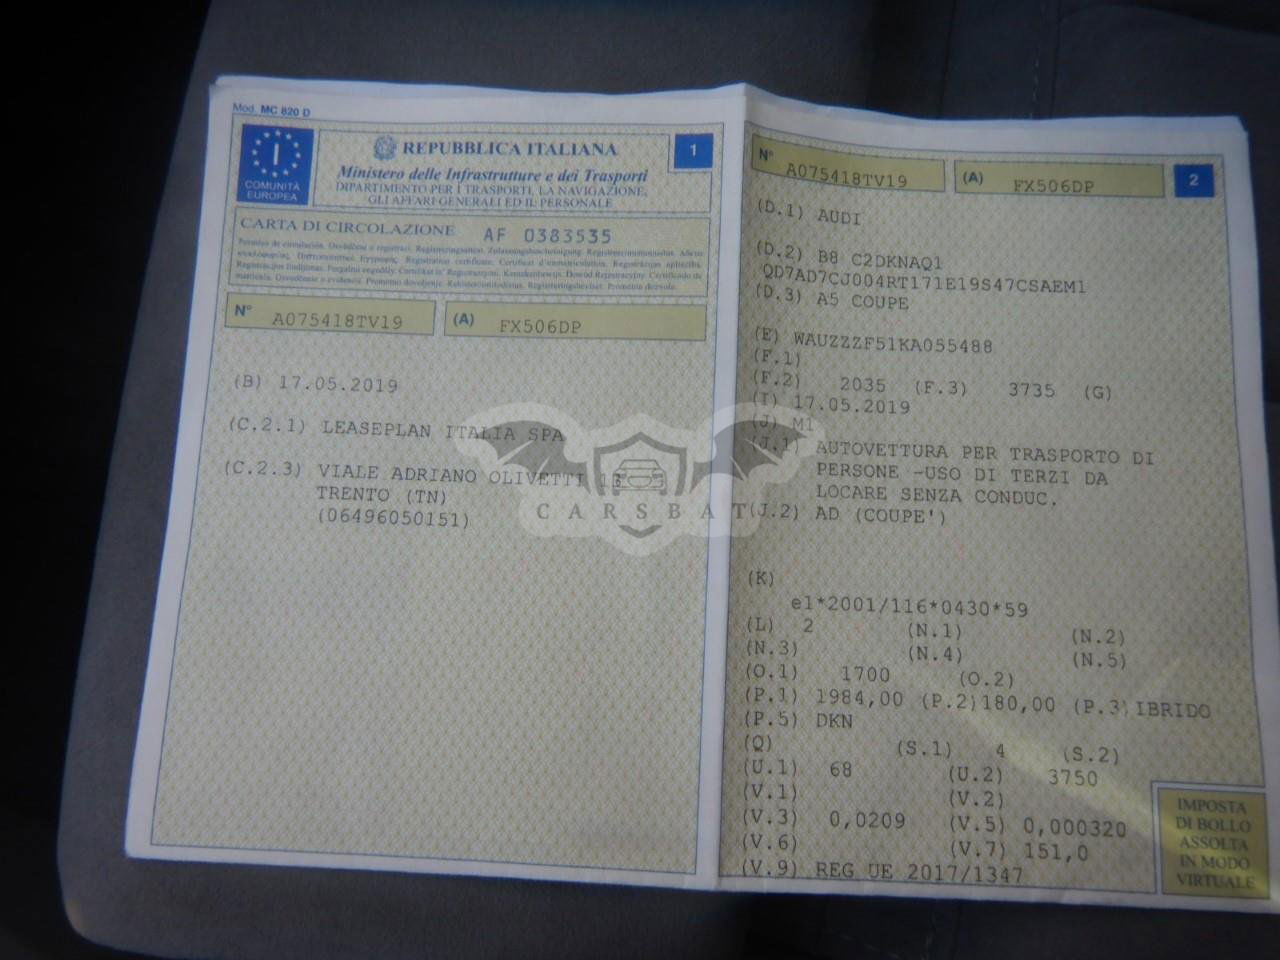 Mod. MC 820 D
I
COMUNITÀ
EUROPEA
REPUBBLICA ITALIANA
Ministero delle Infrastrutture e dei Trasporti
DIPARTIMENTO PER I TRASPORTI, LA NAVIGAZIONE,
GLI AFFARI GENERALI ED IL PERSONALE
1
CARTA DI CIRCOLAZIONE AF 0383535
N° A075418TV19 (A) FX506DP
(B) 17.05.2019
(C.2.1) LEASEPLAN ITALIA SPA
(C.2.3) VIALE ADRIANO OLIVETTI 13
TRENTO (TN)
(06496050151)
CARSBAT
N° A075418TV19 (A) FX506DP
2
(D.1) AUDI
(D.2) B8 C2DKNAQ1
QD7AD7CJ004RT171E19S47CSAEM1
(D.3) A5 COUPE
(E) WAUZZZF51KA055488
(F.1)
(F.2) 2035 (F.3) 3735 (G)
(I) 17.05.2019
(J) M1
(J.1) AUTOVETTURA PER TRASPORTO DI
PERSONE -USO DI TERZI DA
LOCARE SENZA CONDUC.
(J.2) AD (COUPE')
(K)
e1*2001/116*0430*59
(L) 2 (N.1) (N.2)
(N.3) (N.4) (N.5)
(O.1) 1700 (O.2)
(P.1) 1984,00 (P.2)180,00 (P.3)IBRIDO
(P.5) DKN
(Q) (S.1) 4 (S.2)
(U.1) 68 (U.2) 3750
(V.1) (V.2)
(V.3) 0,0209 (V.5) 0,000320
(V.6) (V.7) 151,0
(V.9) REG UE 2017/1347
IMPOSTA
DI BOLLO
ASSOLTA
IN MODO
VIRTUALE